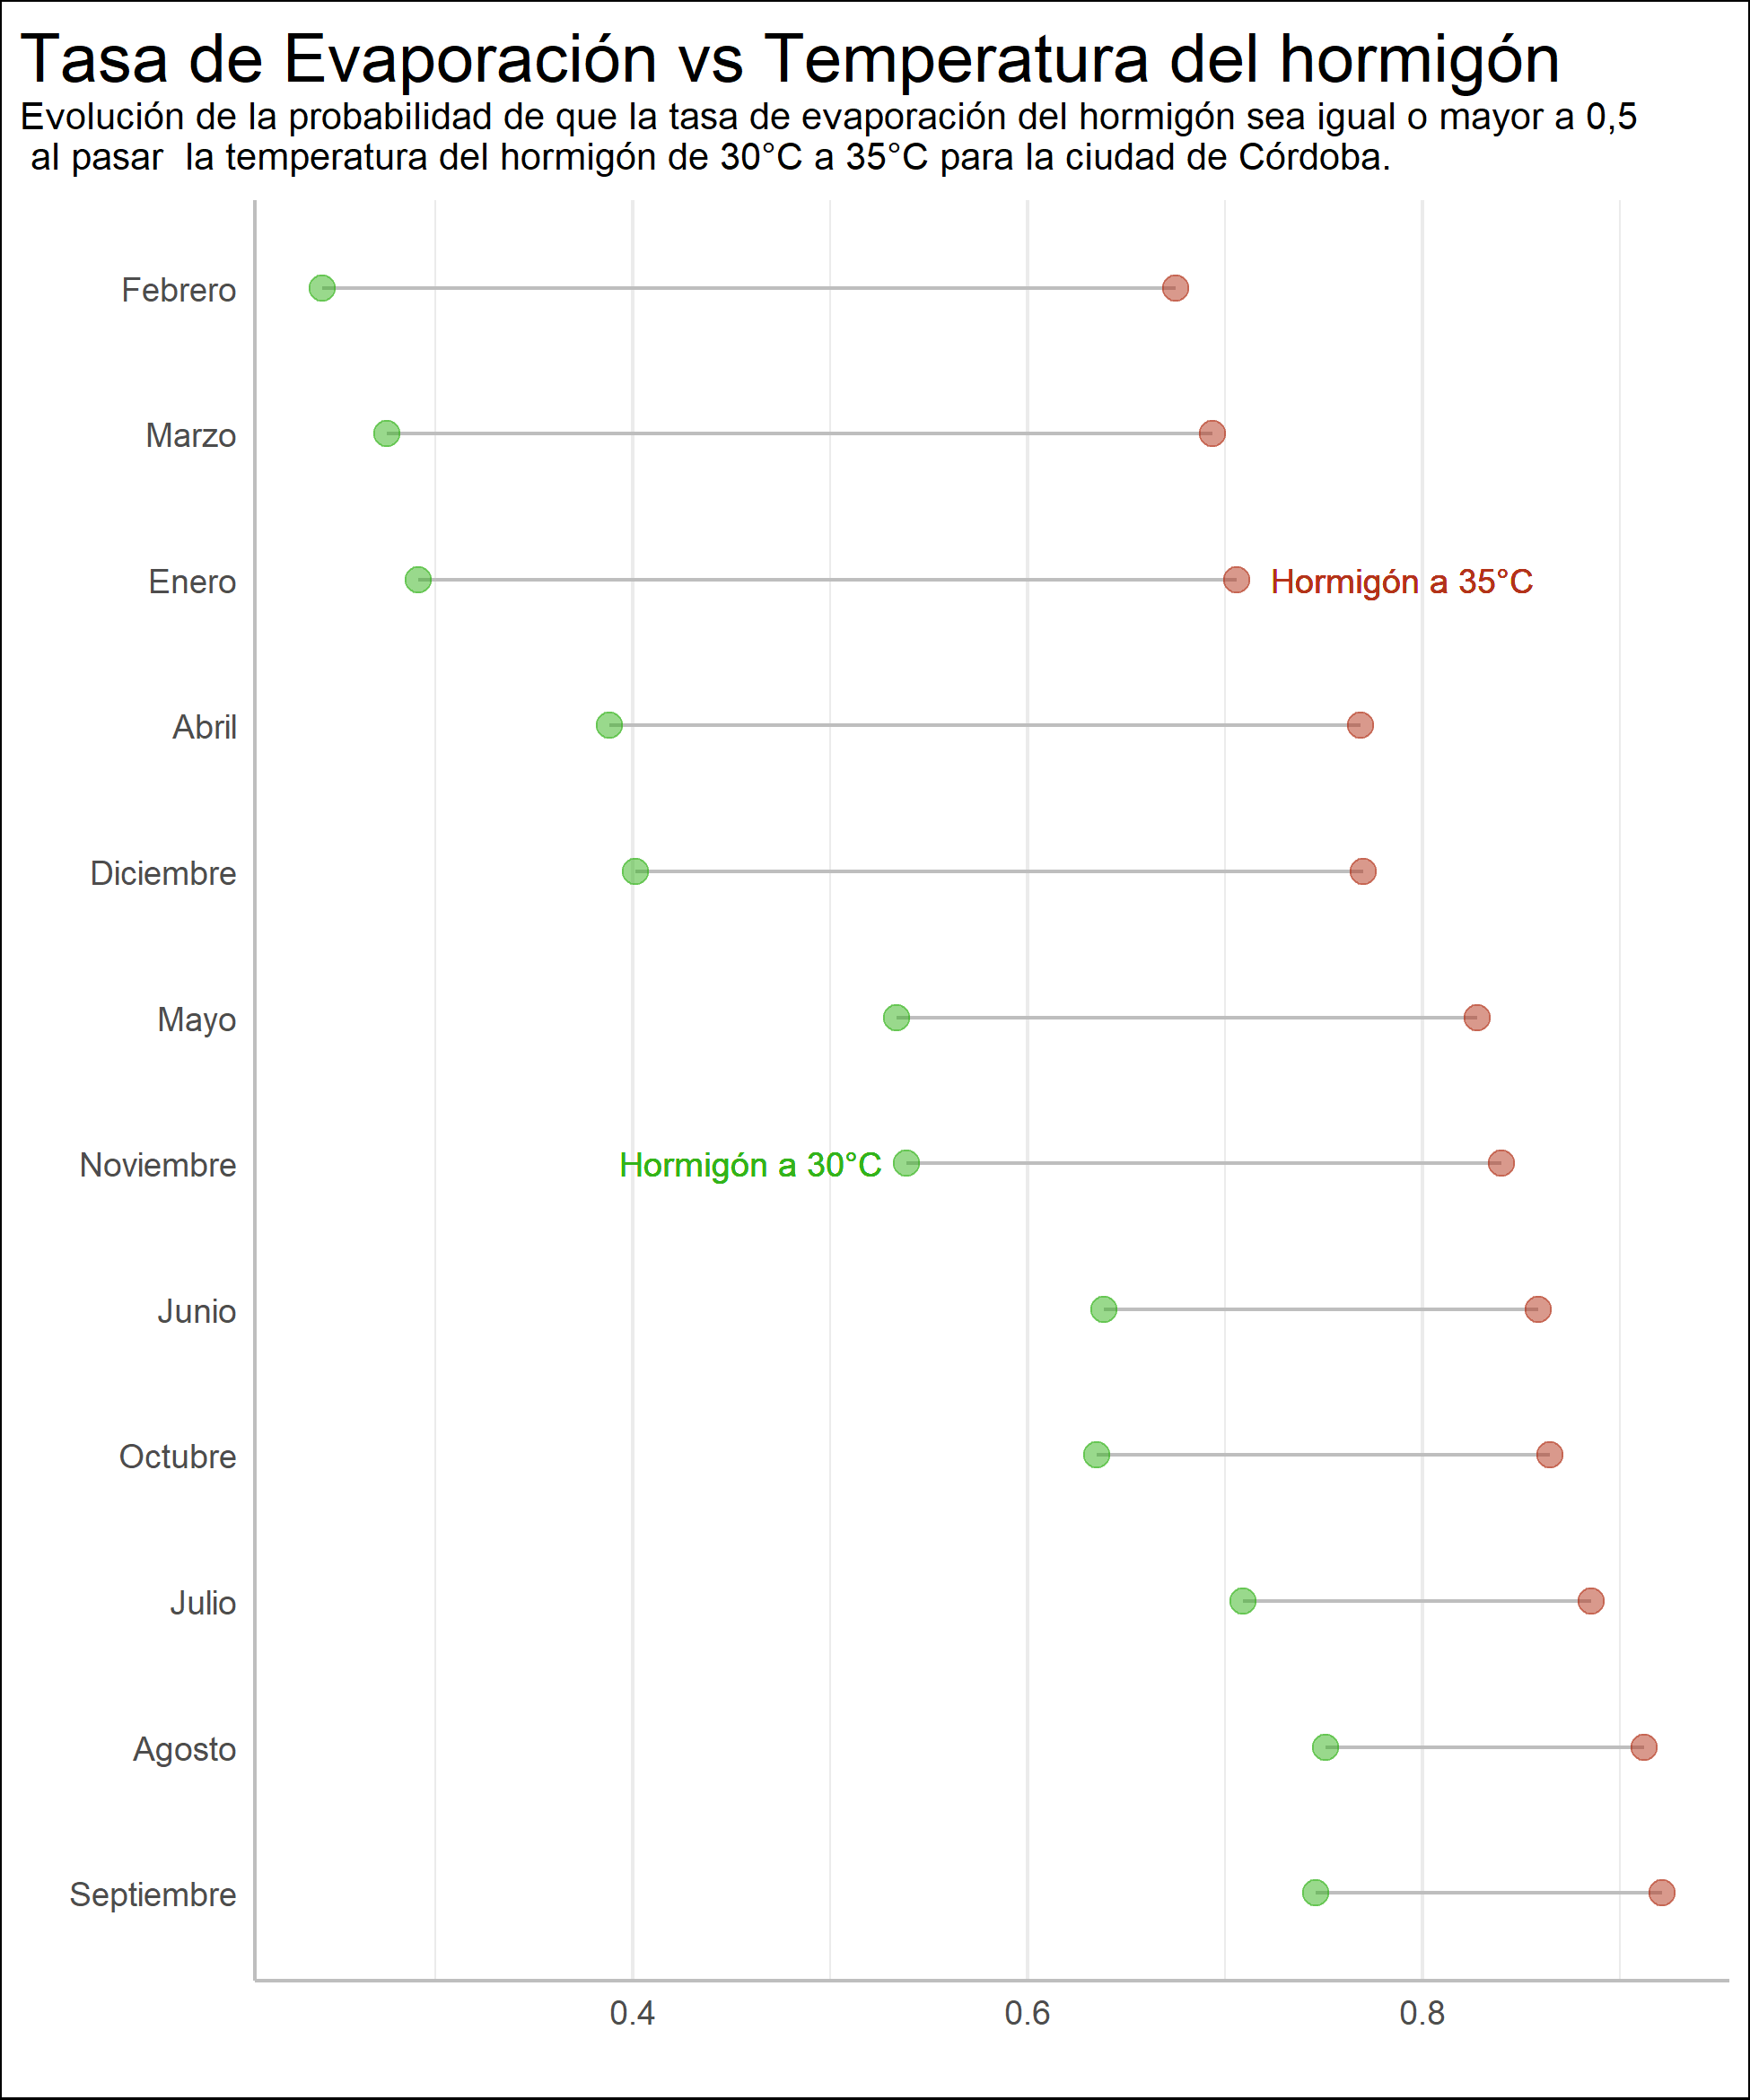 Tasa de Evaporación vs Temperatura del hormigón
Evolución de la probabilidad de que la tasa de evaporación del hormigón sea igual o mayor a 0,5
al pasar  la temperatura del hormigón de 30°C a 35°C para la ciudad de Córdoba.
Febrero
Marzo
Enero
Hormigón a 35°C
Abril
Diciembre
Mayo
Noviembre
Hormigón a 30°C
Junio
Octubre
Julio
Agosto
Septiembre
0.4
0.6
0.8